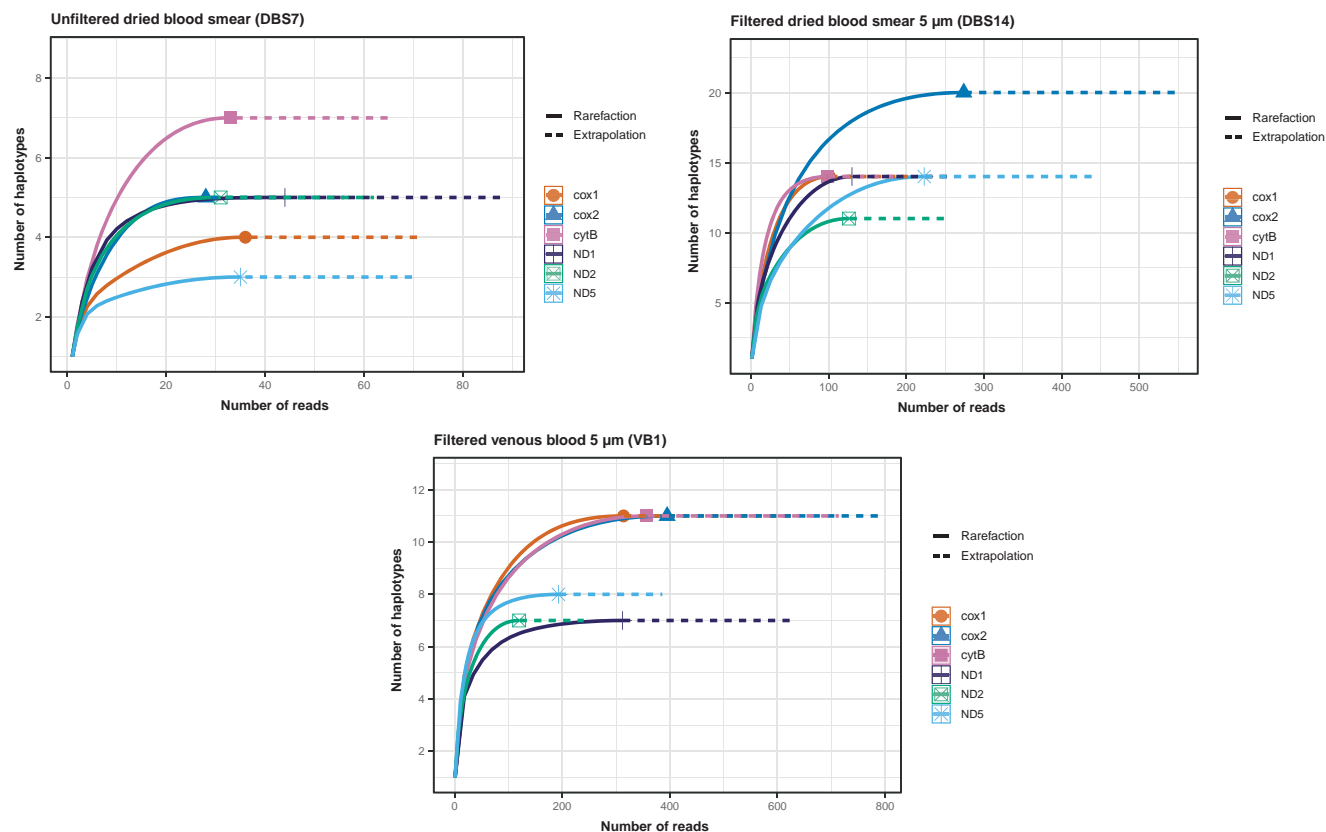 Unfiltered dried blood smear (DBS7)
Number of haplotypes
8
6
4
2
0
20
40
60
80
Number of reads
Rarefaction
Extrapolation
cox1
cox2
cytB
ND1
ND2
ND5
Filtered dried blood smear 5 µm (DBS14)
Number of haplotypes
20
15
10
5
0
100
200
300
400
500
Number of reads
Rarefaction
Extrapolation
cox1
cox2
cytB
ND1
ND2
ND5
Filtered venous blood 5 µm (VB1)
Number of haplotypes
12
10
8
6
4
2
0
200
400
600
800
Number of reads
Rarefaction
Extrapolation
cox1
cox2
cytB
ND1
ND2
ND5